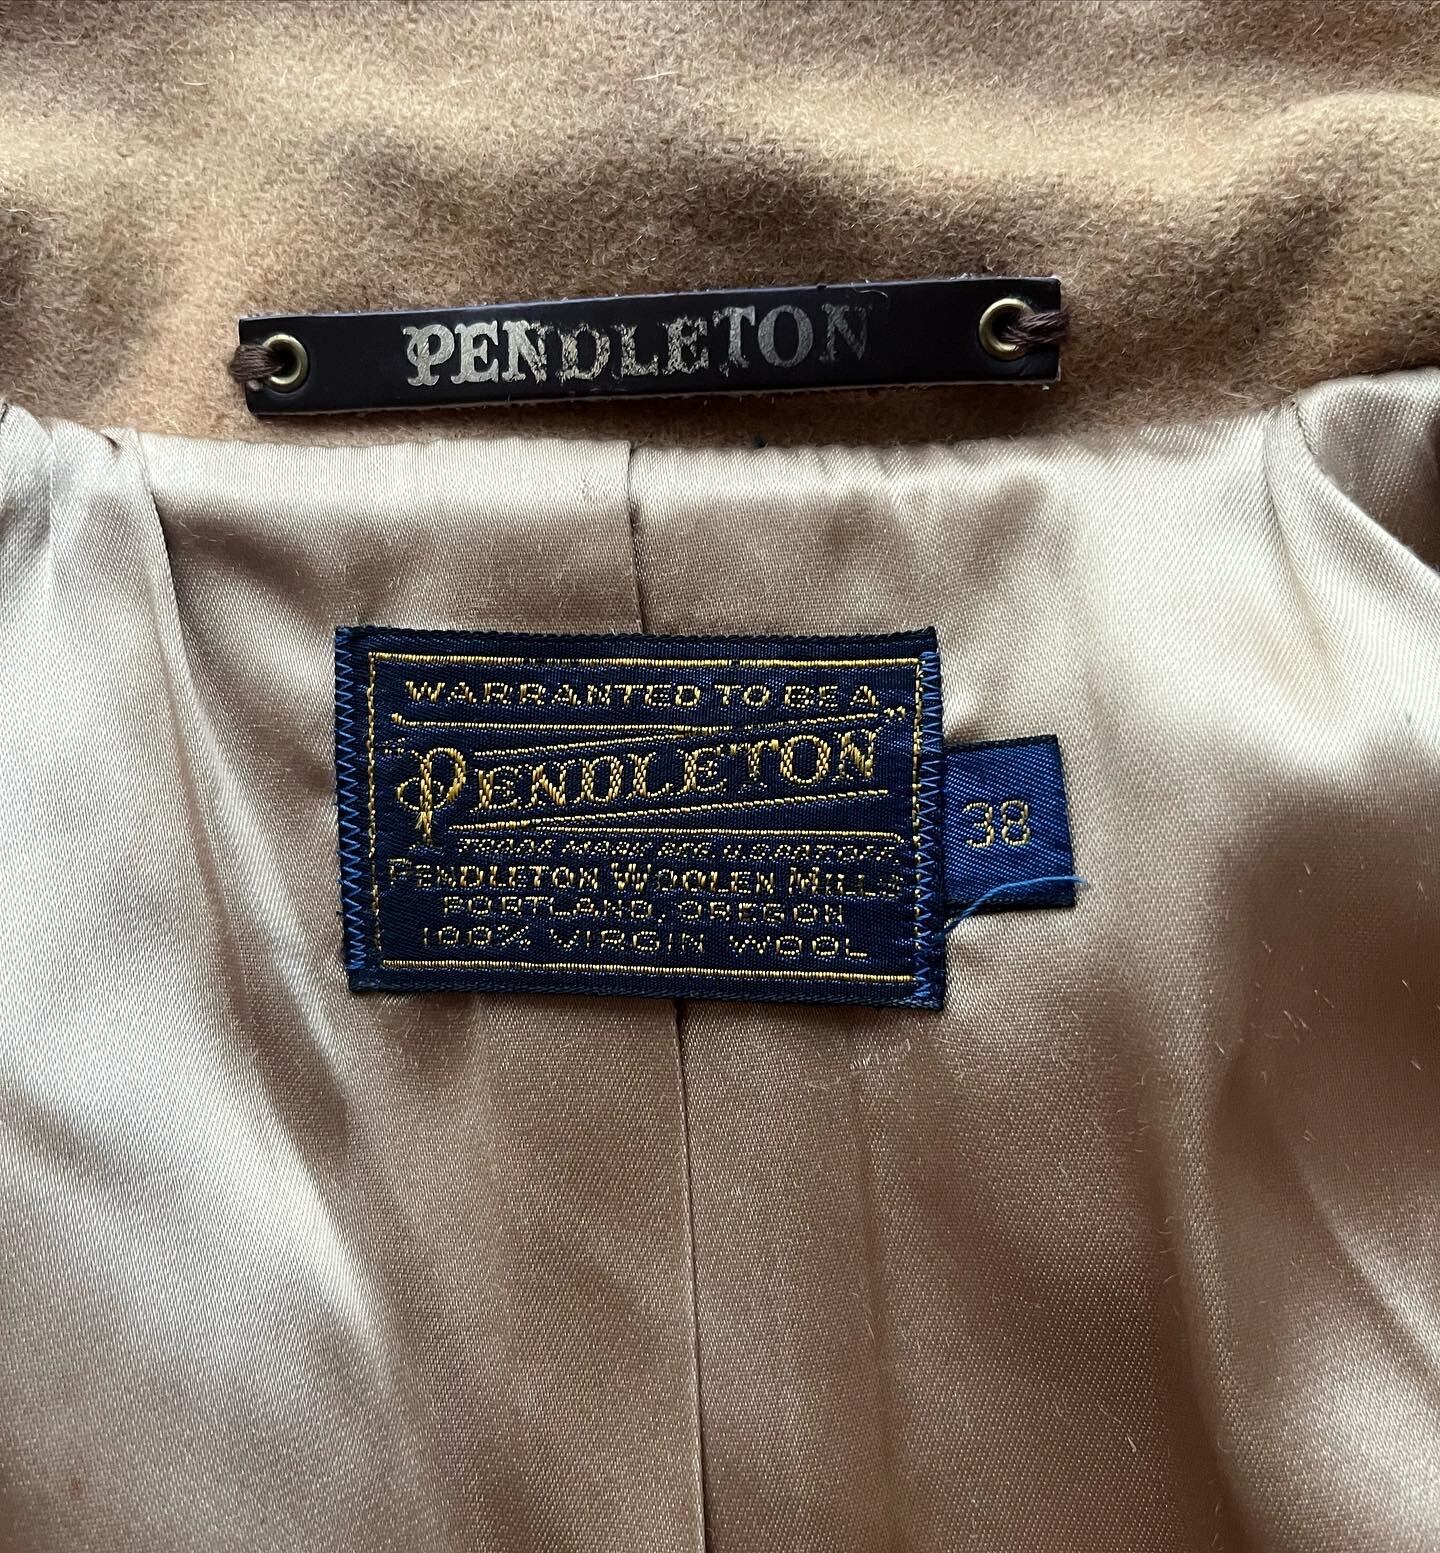 PENDLETON
WARRANTED TO BE A
PENDLETON
TRADE MARK REG. U.S. PAT. OFF.
PENDLETON WOOLEN MILLS
PORTLAND, OREGON
100% VIRGIN WOOL
38